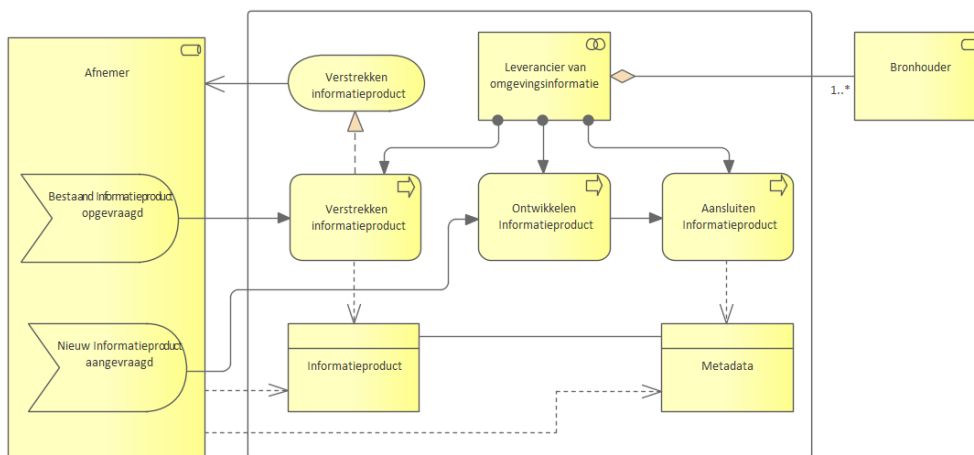 Afnemer
Verstrekken
informatieproduct
Leverancier van
omgevingsinformatie
Bronhouder
1..*
Bestaand Informatieproduct
opgevraagd
Verstrekken
informatieproduct
Ontwikkelen
Informatieproduct
Aansluiten
Informatieproduct
Nieuw Informatieproduct
aangevraagd
Informatieproduct
Metadata